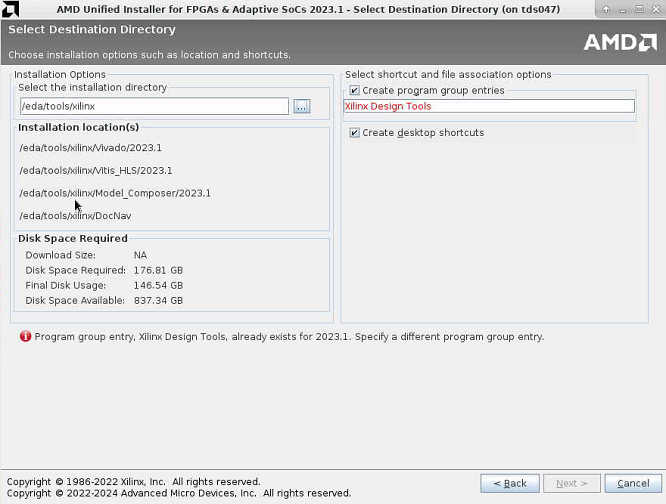 AMD Unified Installer for FPGAs & Adaptive SoCs 2023.1 - Select Destination Directory (on tds047)
Select Destination Directory
Choose installation options such as location and shortcuts.
AMD
Installation Options
Select the installation directory
/eda/tools/xilinx
...
Installation location(s)
/eda/tools/xilinx/Vivado/2023.1
/eda/tools/xilinx/Vitis_HLS/2023.1
/eda/tools/xilinx/Model_Composer/2023.1
/eda/tools/xilinx/DocNav
Disk Space Required
Download Size: NA
Disk Space Required: 176.81 GB
Final Disk Usage: 146.54 GB
Disk Space Available: 837.34 GB
Select shortcut and file association options
Create program group entries
Xilinx Design Tools
Create desktop shortcuts
Program group entry, Xilinx Design Tools, already exists for 2023.1. Specify a different program group entry.
Copyright © 1986-2022 Xilinx, Inc. All rights reserved.
Copyright © 2022-2024 Advanced Micro Devices, Inc. All rights reserved.
< Back
Next >
Cancel